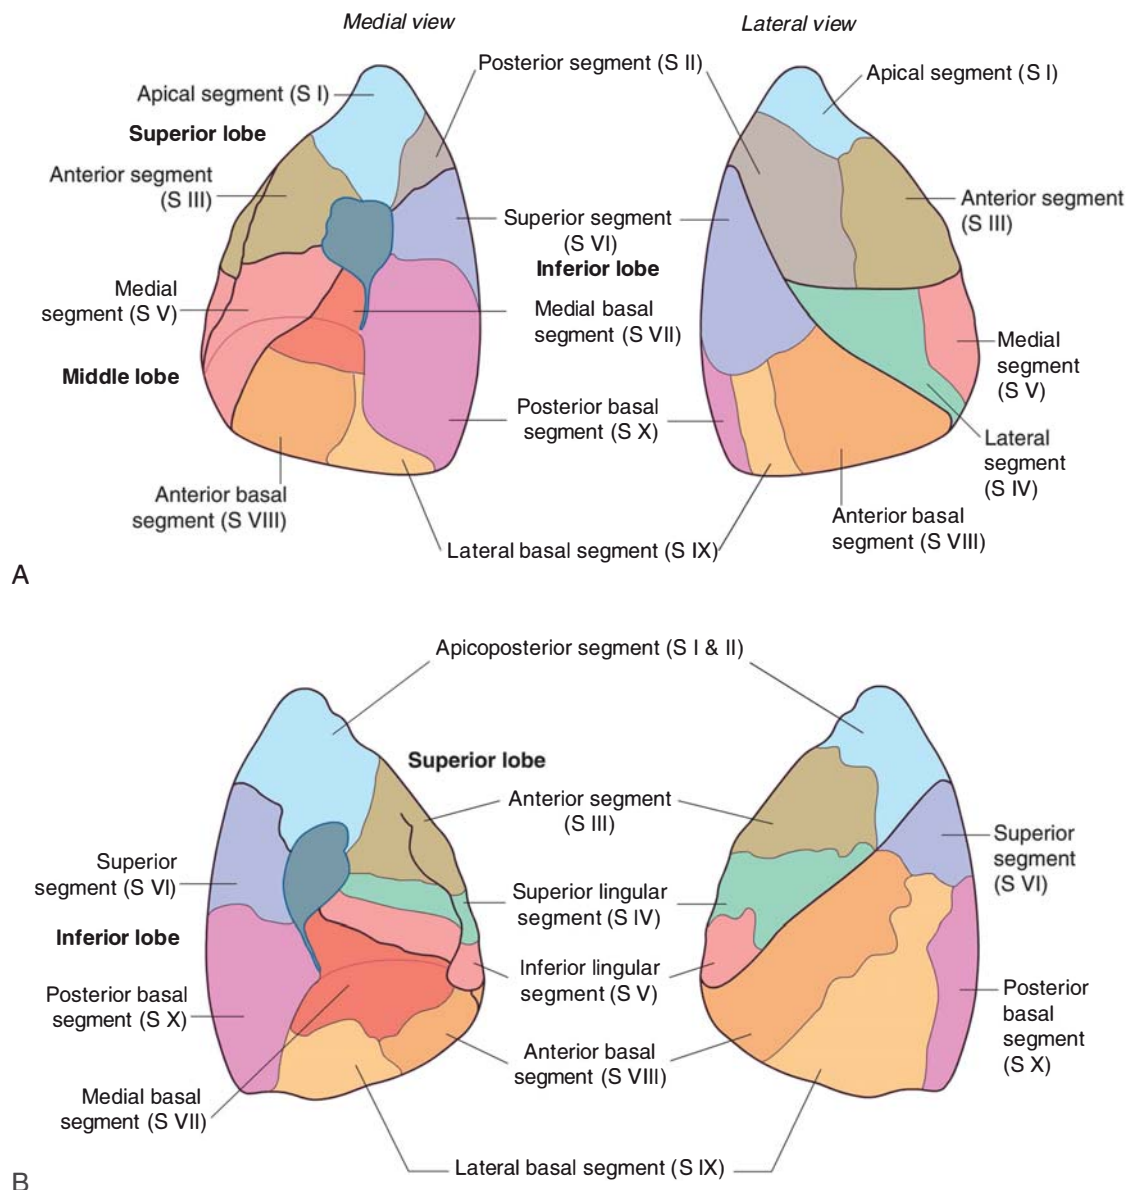 Medial view
Lateral view
Posterior segment (S II)
Apical segment (S I)
Apical segment (S I)
Superior lobe
Anterior segment
(S III)
Anterior segment
(S III)
Superior segment
(S VI)
Inferior lobe
Medial
segment (S V)
Medial basal
segment (S VII)
Medial
segment
(S V)
Middle lobe
Posterior basal
segment (S X)
Lateral
segment
(S IV)
Anterior basal
segment (S VIII)
Anterior basal
segment (S VIII)
Lateral basal segment (S IX)
A
Apicoposterior segment (S I & II)
Superior lobe
Anterior segment
(S III)
Superior
segment (S VI)
Superior
segment
(S VI)
Superior lingular
segment (S IV)
Inferior lobe
Inferior lingular
segment (S V)
Posterior basal
segment (S X)
Posterior
basal
segment
(S X)
Anterior basal
segment (S VIII)
Medial basal
segment (S VII)
Lateral basal segment (S IX)
B